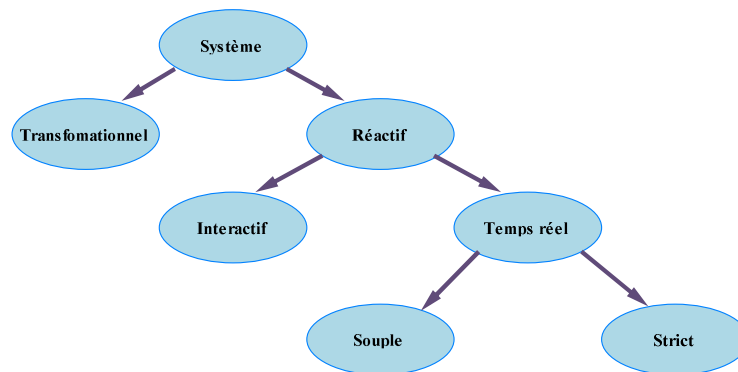 Système
Transfomationnel
Réactif
Interactif
Temps réel
Souple
Strict